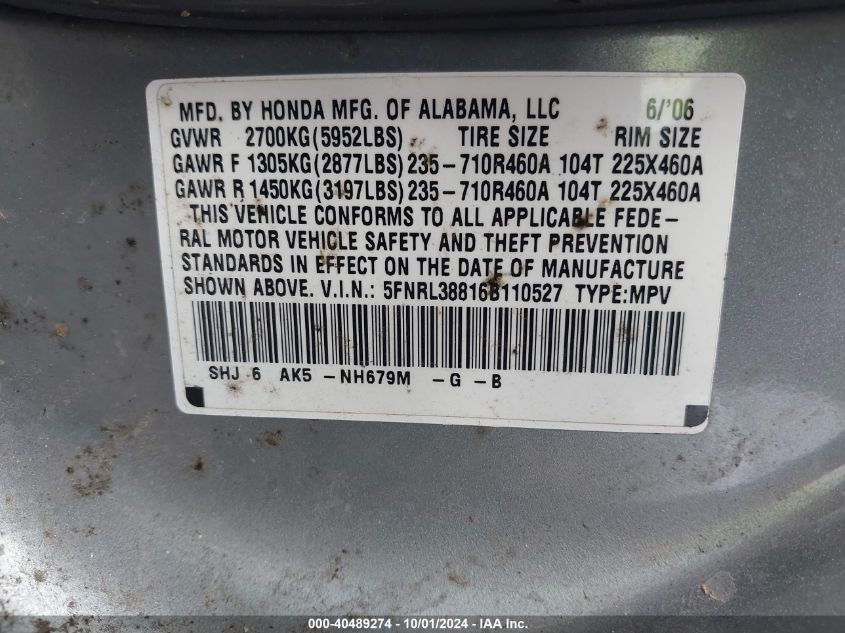 MFD. BY HONDA MFG. OF ALABAMA, LLC 6/'06
GVWR 2700KG(5952LBS) TIRE SIZE RIM SIZE
GAWR F 1305KG(2877LBS) 235-710R460A 104T 225X460A
GAWR R 1450KG(3197LBS) 235-710R460A 104T 225X460A
THIS VEHICLE CONFORMS TO ALL APPLICABLE FEDE-
RAL MOTOR VEHICLE SAFETY AND THEFT PREVENTION
STANDARDS IN EFFECT ON THE DATE OF MANUFACTURE
SHOWN ABOVE. V.I.N.: 5FNRL38816B110527 TYPE:MPV
SHJ 6 AK5 -NH679M -G -B
000-40489274 - 10/01/2024 - © IAA Inc.